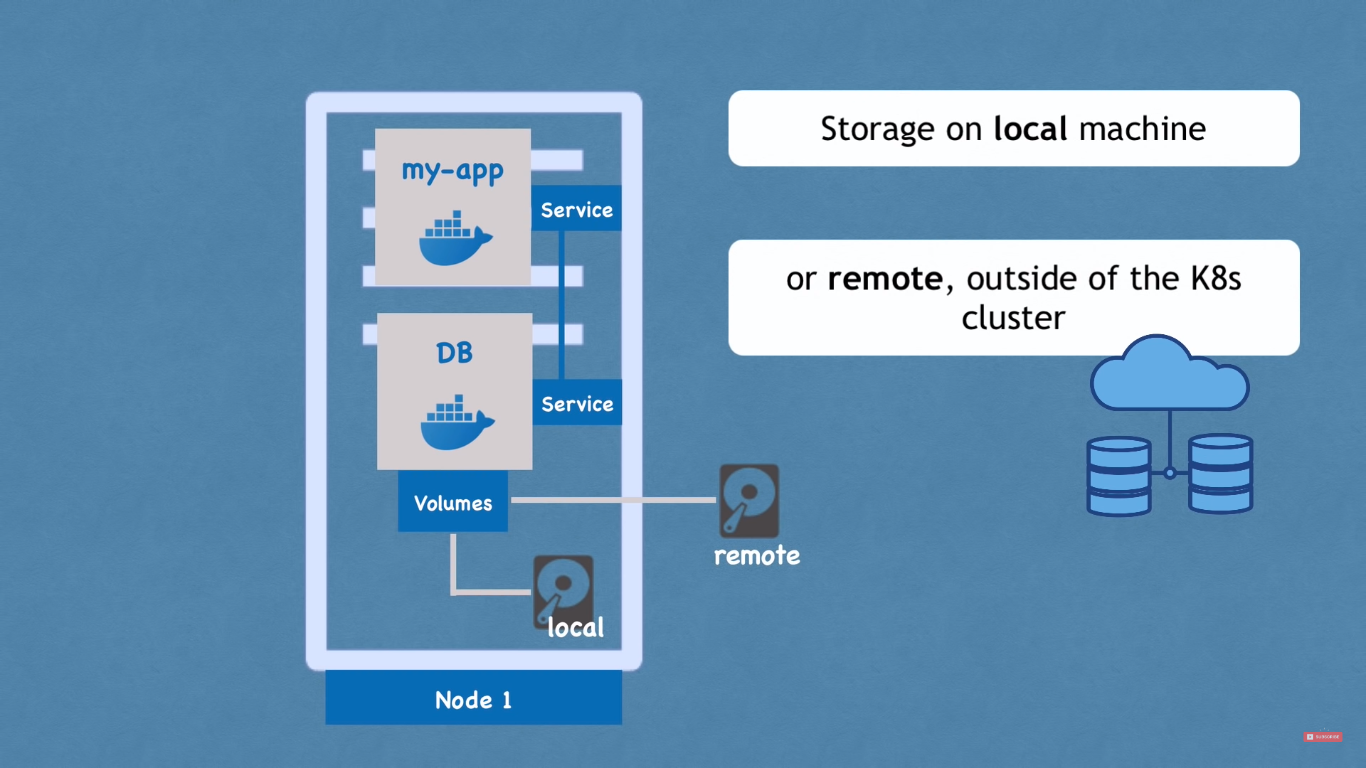 my-app
Service
DB
Service
Volumes
local
remote
Node 1
Storage on local machine
or remote, outside of the K8s
cluster
SUBSCRIBE